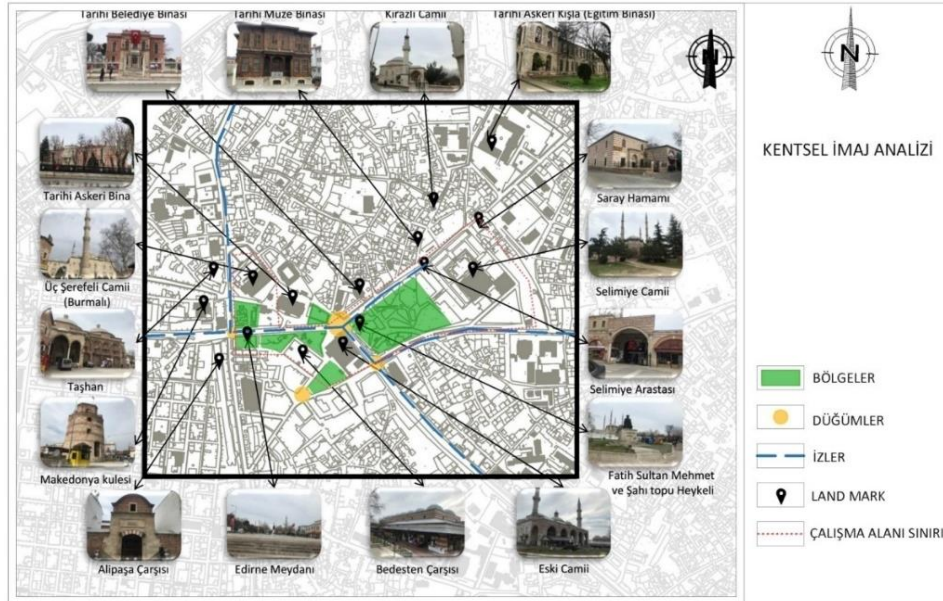 Tarihi Belediye Binası
Tarihi Müze Binası
Kirazlı Camii
Tarihi Askeri Kışla (Eğitim Binası)
N
N
KENTSEL İMAJ ANALİZİ
Tarihi Askeri Bina
Saray Hamamı
Üç Şerefeli Camii
(Burmalı)
Selimiye Camii
Taşhan
Selimiye Arastası
Makedonya kulesi
Fatih Sultan Mehmet
ve Şahı topu Heykeli
Alipaşa Çarşısı
Edirne Meydanı
Bedesten Çarşısı
Eski Camii
BÖLGELER
DÜĞÜMLER
İZLER
LAND MARK
ÇALIŞMA ALANI SINIRI